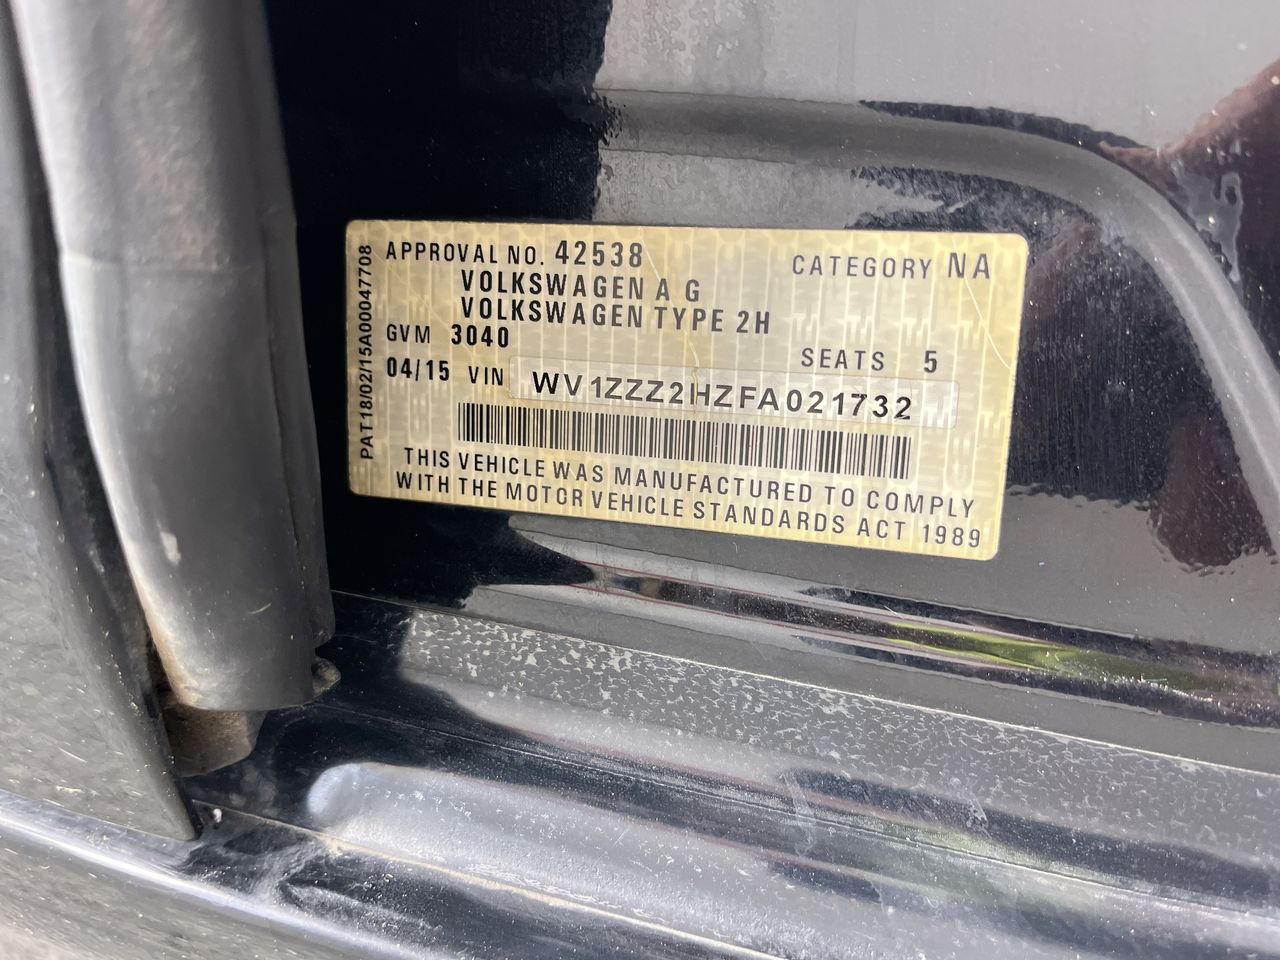 APPROVAL NO. 42538 CATEGORY NA
VOLKSWAGEN A G
VOLKSWAGEN TYPE 2H
GVM 3040
SEATS 5
04/15 VIN WV1ZZZ2HZFA021732
THIS VEHICLE WAS MANUFACTURED TO COMPLY
WITH THE MOTOR VEHICLE STANDARDS ACT 1989
PAT18/02/15A00047708